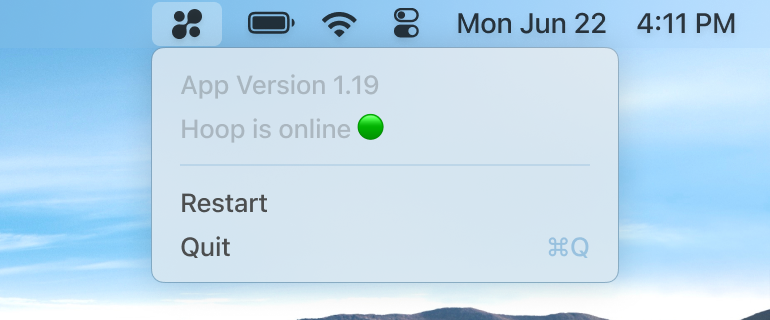 Mon Jun 22 4:11 PM
App Version 1.19
Hoop is online
Restart
Quit ⌘Q